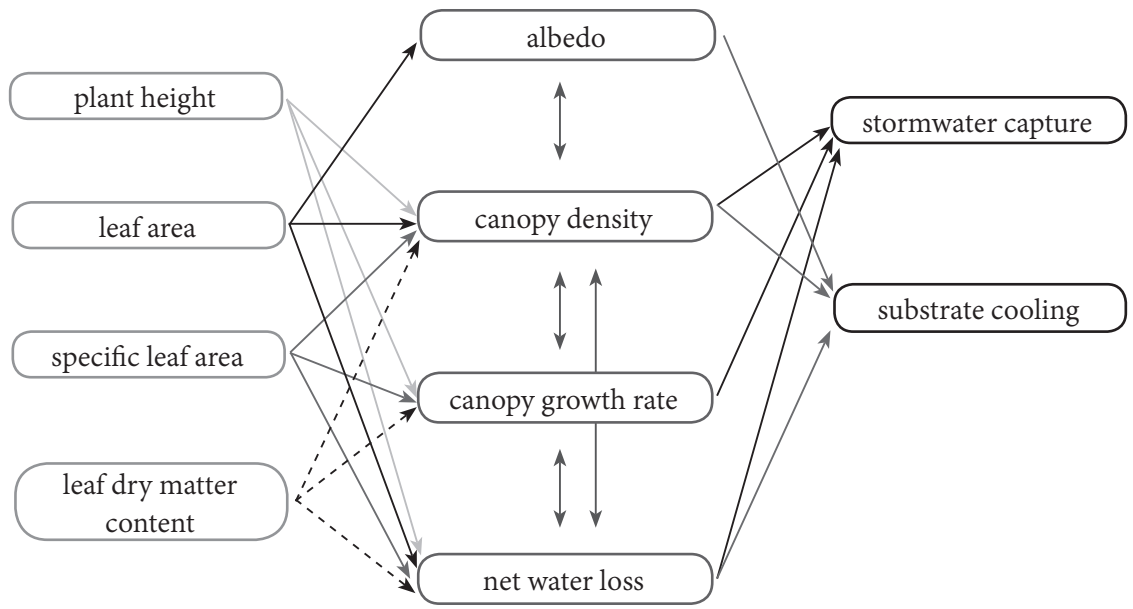 albedo
plant height
stormwater capture
leaf area
canopy density
substrate cooling
specific leaf area
canopy growth rate
leaf dry matter
content
net water loss